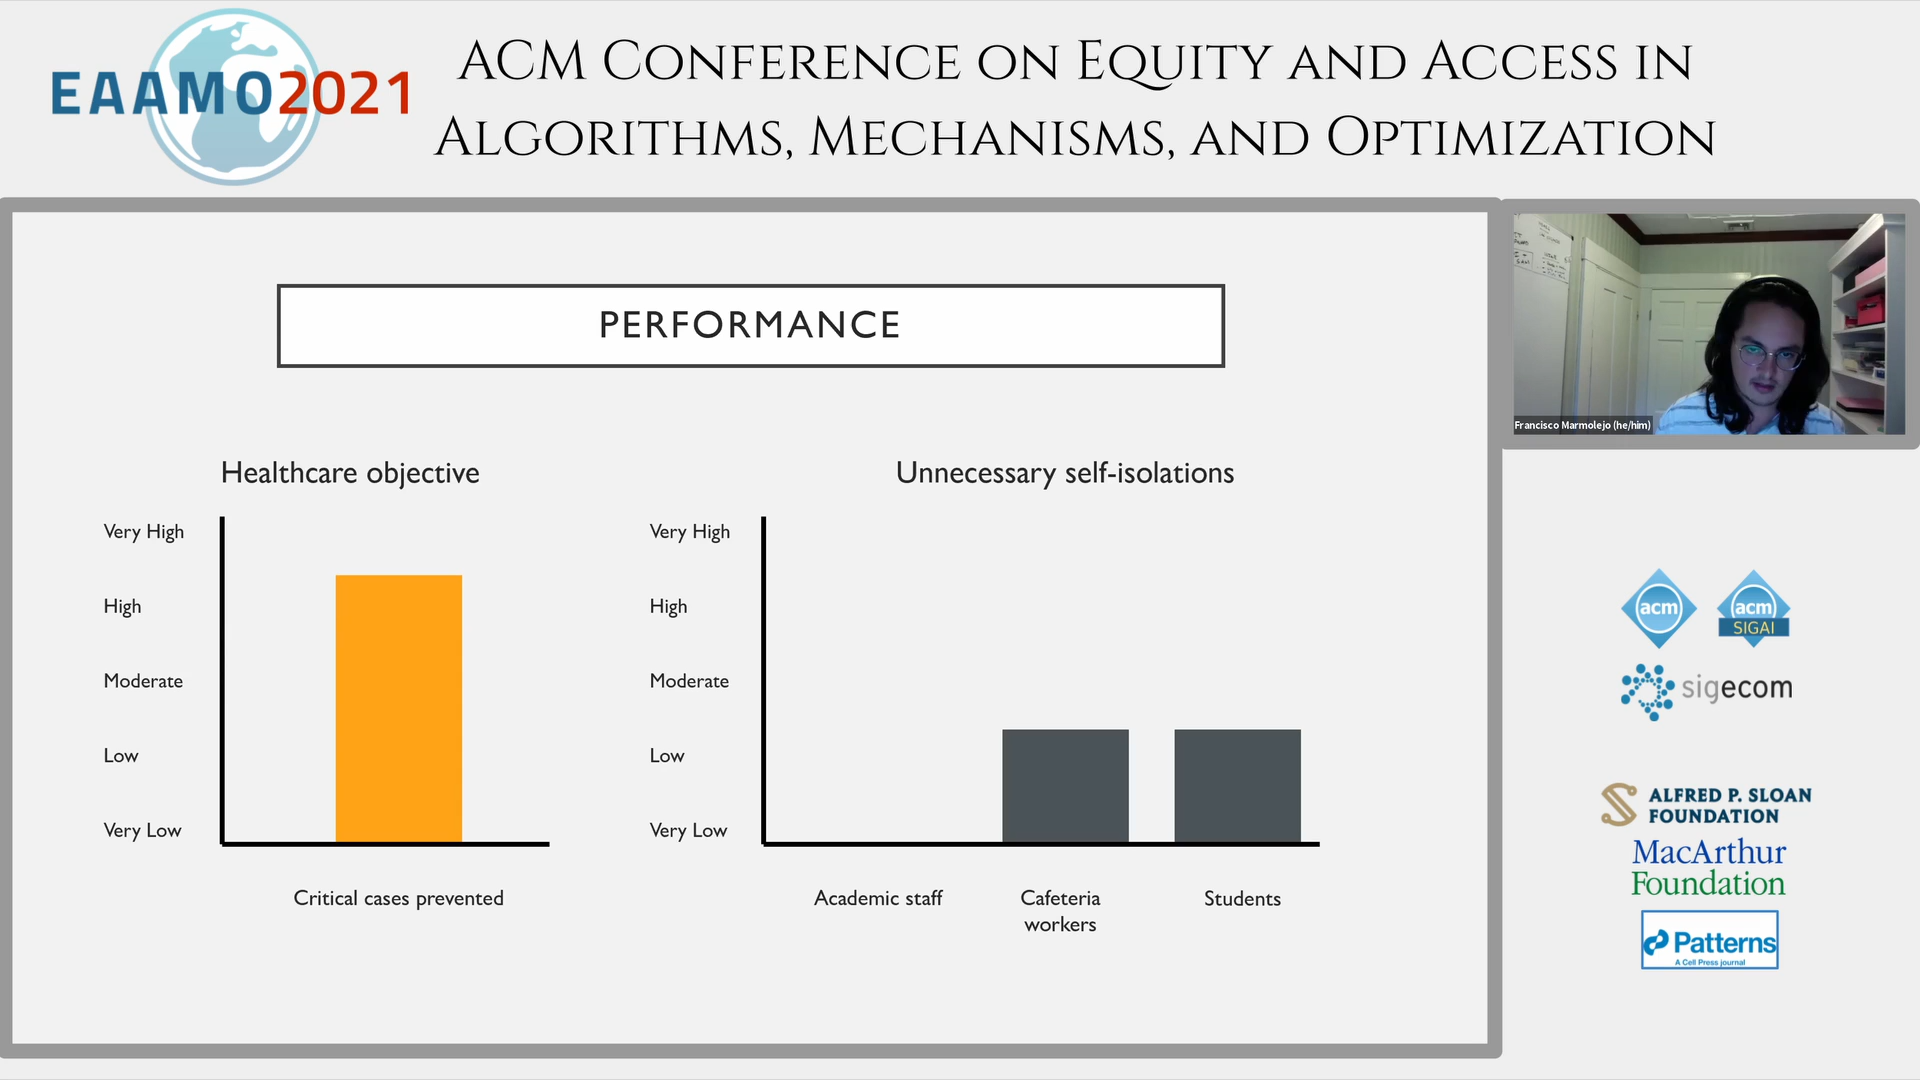 EAAMO2021
ACM Conference on Equity and Access in
Algorithms, Mechanisms, and Optimization
PERFORMANCE
Healthcare objective
Very High
High
Moderate
Low
Very Low
Critical cases prevented
Unnecessary self-isolations
Very High
High
Moderate
Low
Very Low
Academic staff
Cafeteria
workers
Students
Francisco Marmolejo (he/him)
acm
acm
SIGAI
sigecom
ALFRED P. SLOAN
FOUNDATION
MacArthur
Foundation
Patterns
A Cell Press journal